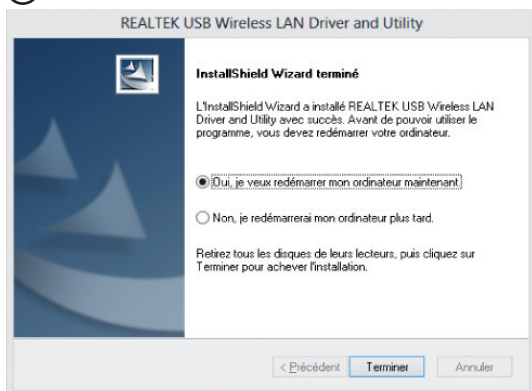 REALTEK USB Wireless LAN Driver and Utility
InstallShield Wizard terminé
L'InstallShield Wizard a installé REALTEK USB Wireless LAN
Driver and Utility avec succès. Avant de pouvoir utiliser le
programme, vous devez redémarrer votre ordinateur.
Oui, je veux redémarrer mon ordinateur maintenant.
Non, je redémarrerai mon ordinateur plus tard.
Retirez tous les disques de leurs lecteurs, puis cliquez sur
Terminer pour achever l'installation.
< Précédent Terminer Annuler